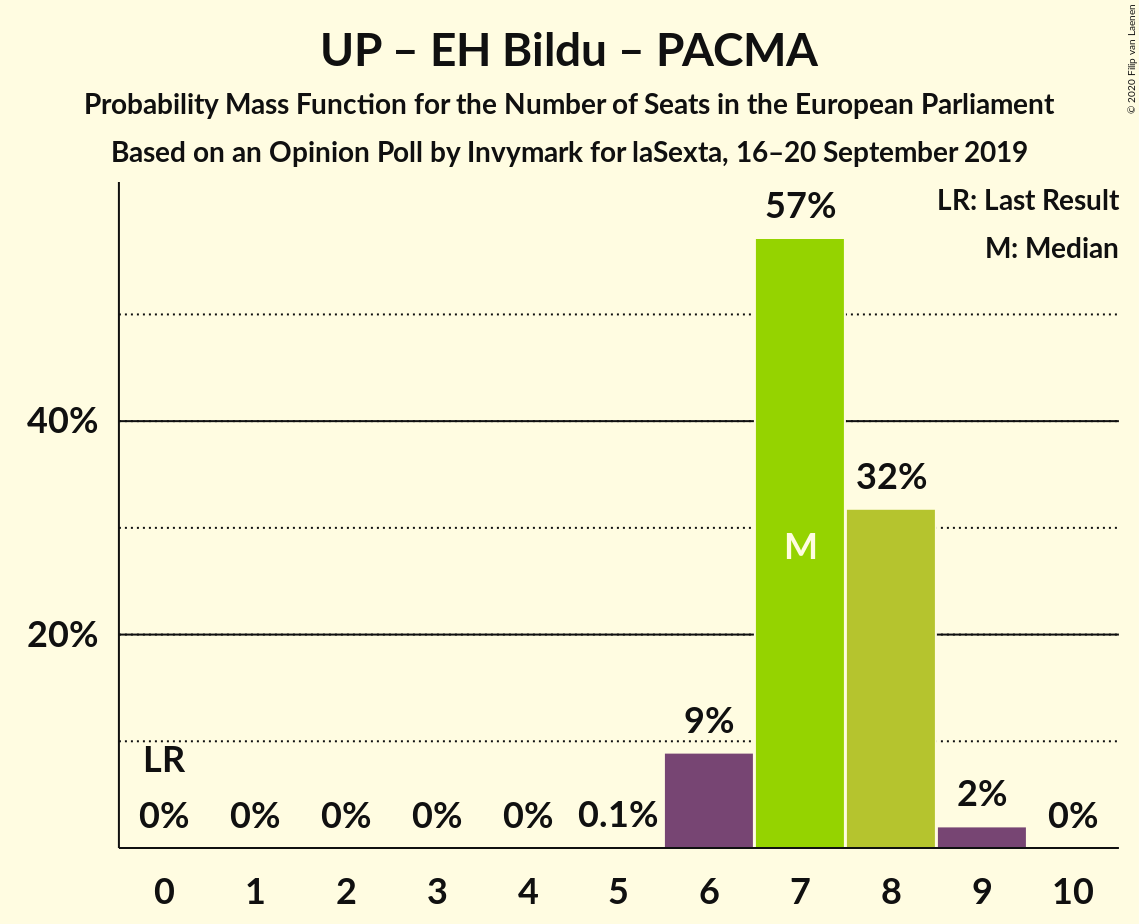 UP – EH Bildu – PACMA
Probability Mass Function for the Number of Seats in the European Parliament
Based on an Opinion Poll by Invymark for laSexta, 16–20 September 2019
© 2020 Filip van Laenen
LR: Last Result
M: Median
57%
40%
32%
M
20%
9%
LR
2%
0% 0% 0% 0% 0% 0.1% 0%
0 1 2 3 4 5 6 7 8 9 10